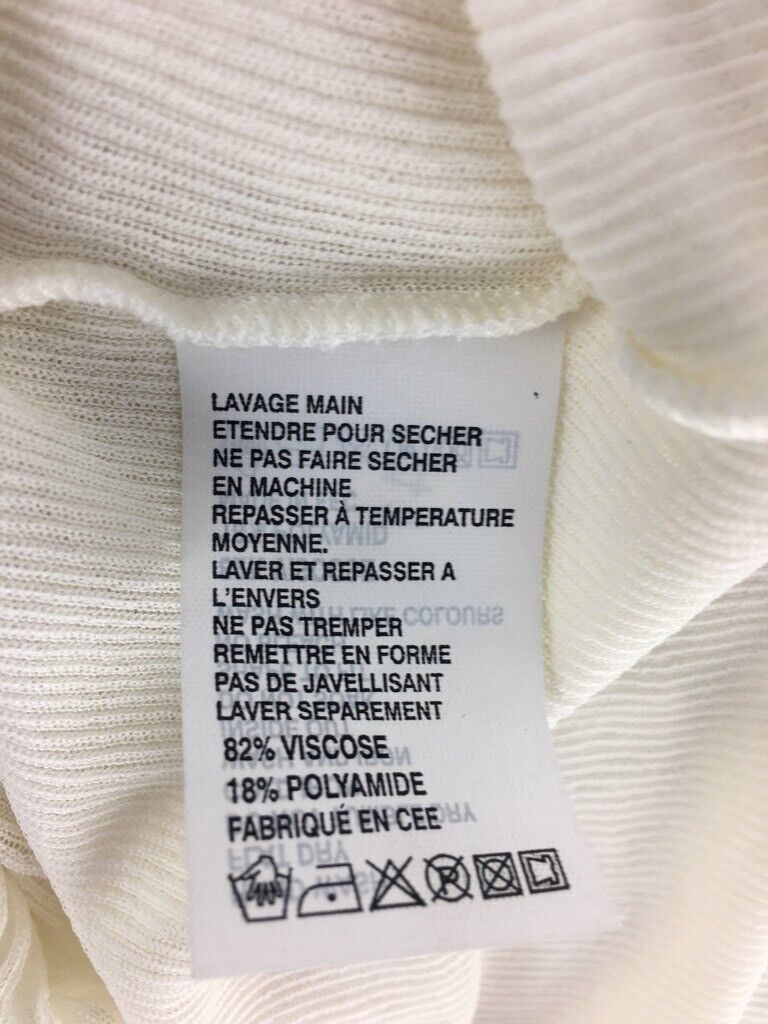 LAVAGE MAIN
ETENDRE POUR SECHER
NE PAS FAIRE SECHER
EN MACHINE
REPASSER À TEMPERATURE
MOYENNE.
LAVER ET REPASSER A
L'ENVERS
NE PAS TREMPER
REMETTRE EN FORME
PAS DE JAVELLISANT
LAVER SEPAREMENT
82% VISCOSE
18% POLYAMIDE
FABRIQUÉ EN CEE